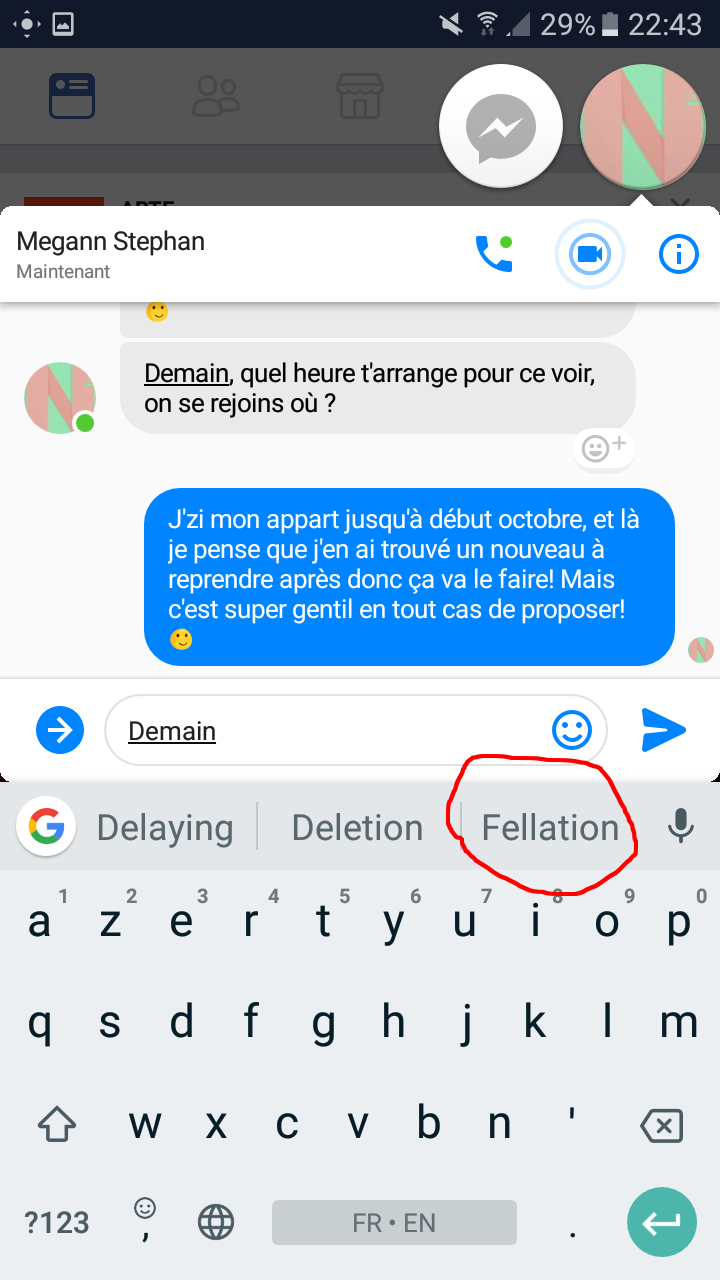 29% 22:43
ARTE
Megann Stephan
Maintenant
🙂
Demain, quel heure t'arrange pour ce voir,
on se rejoins où ?
J'zi mon appart jusqu'à début octobre, et là
je pense que j'en ai trouvé un nouveau à
reprendre après donc ça va le faire! Mais
c'est super gentil en tout cas de proposer!
🙂
Demain
Delaying Deletion Fellation
1 2 3 4 5 6 7 8 9 0
a z e r t y u i o p
q s d f g h j k l m
w x c v b n '
?123 , FR • EN .